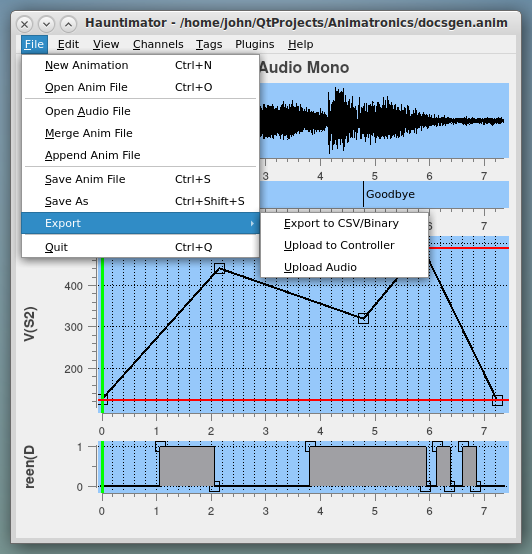 Hauntimator - /home/john/QtProjects/Animatronics/docsgen.anim
File Edit View Channels Tags Plugins Help
Audio Mono
New Animation Ctrl+N
Open Anim File Ctrl+O
Open Audio File
Merge Anim File
Append Anim File
Save Anim File Ctrl+S
Save As Ctrl+Shift+S
Export
Quit Ctrl+Q
Export to CSV/Binary
Upload to Controller
Upload Audio
3 4 5 6 7
Goodbye
6 7
V(S2)
400
300
200
0 1 2 3 4 5 6 7
reen(D
1
0
0 1 2 3 4 5 6 7